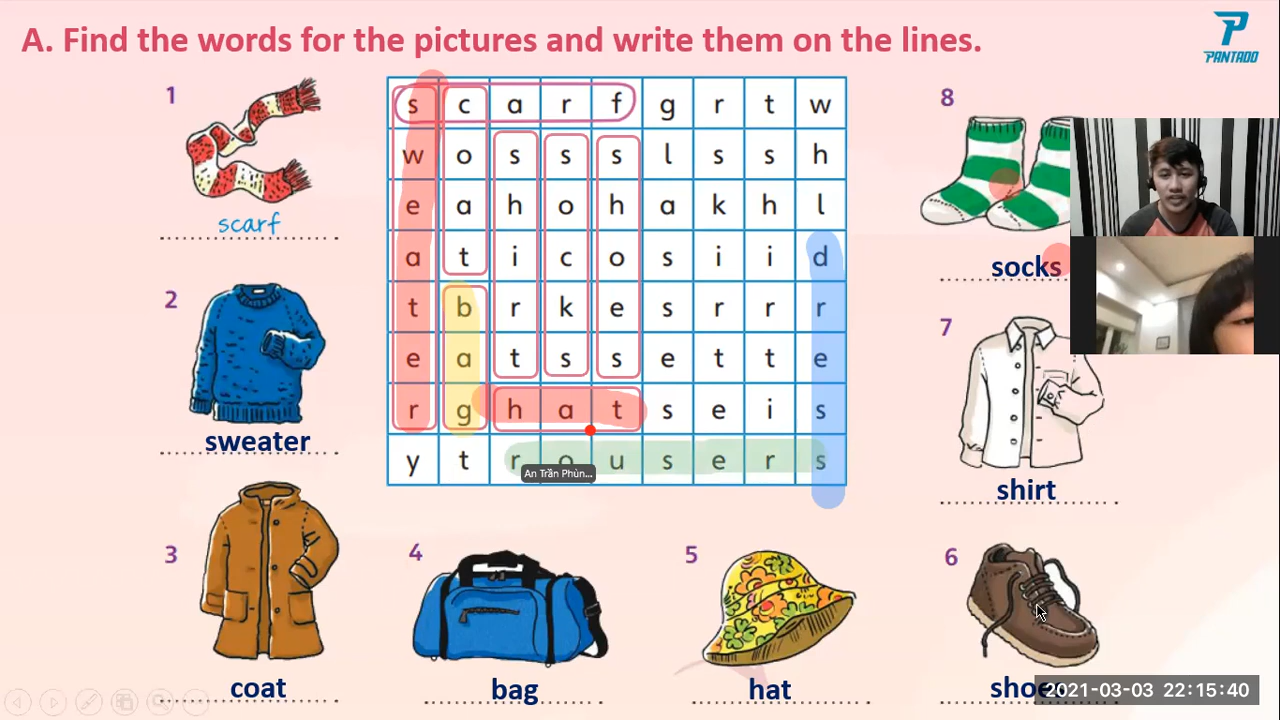 A. Find the words for the pictures and write them on the lines.
PANTADO
1
scarf
2
sweater
3
coat
4
bag
5
hat
6
shoes
7
shirt
8
socks
s c a r f g r t w
w o s s s l s s h
e a h o h a k h l
a t i c o s i i d
t b r k e s r r r
e a t s s e t t e
r g h a t s e i s
y t r o u s e r s
An Trần Phùn...
2021-03-03 22:15:40